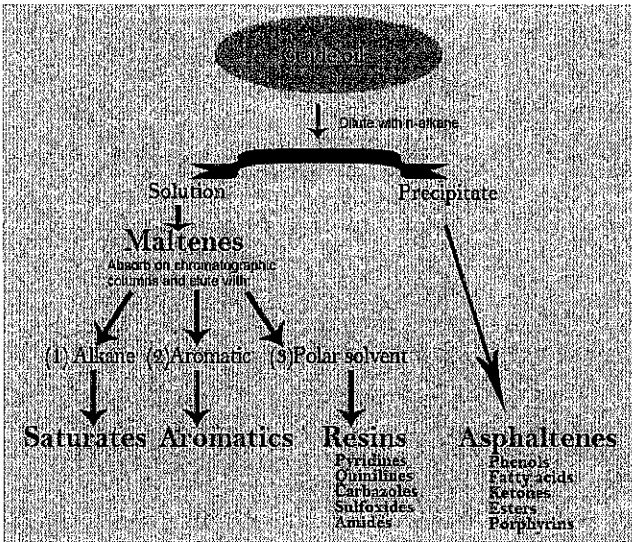 Crude oil
Dilute with n-alkane
Solution
Precipitate
Maltenes
Absorb on chromatographic
columns and elute with:
(1) Alkane (2) Aromatic (3) Polar solvent
Saturates Aromatics Resins Asphaltenes
Pyridines
Quinilines
Carbazoles
Sulfoxides
Amides
Phenols
Fatty acids
Ketones
Esters
Porphyrins